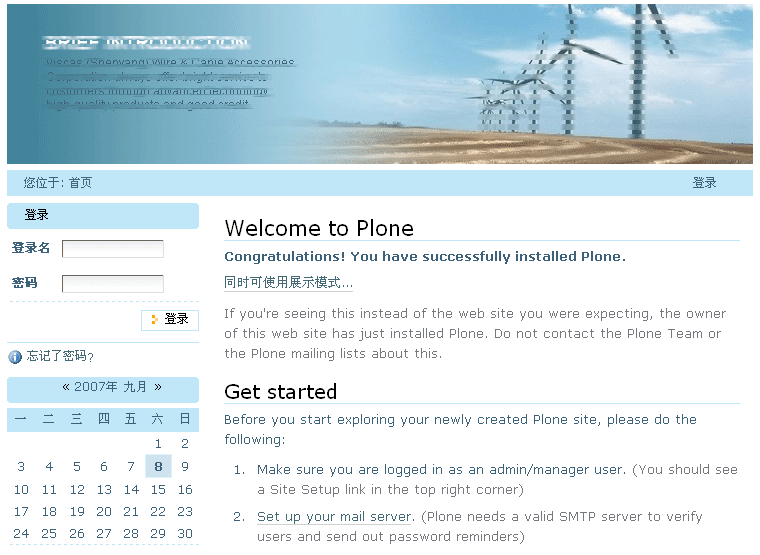 BRIEF INTRODUCTION
Viscas (Shenyang) Wire & Cable Accessories
Corporation always offer bright service to
customers through advanced technology
high-quality products and good credit.
您位于: 首页
登录
登录
登录名
密码
登录
忘记了密码?
« 2007年 九月 »
一 二 三 四 五 六 日
1 2
3 4 5 6 7 8 9
10 11 12 13 14 15 16
17 18 19 20 21 22 23
24 25 26 27 28 29 30
Welcome to Plone
Congratulations! You have successfully installed Plone.
同时可使用展示模式...
If you're seeing this instead of the web site you were expecting, the owner
of this web site has just installed Plone. Do not contact the Plone Team or
the Plone mailing lists about this.
Get started
Before you start exploring your newly created Plone site, please do the
following:
1. Make sure you are logged in as an admin/manager user. (You should see
a Site Setup link in the top right corner)
2. Set up your mail server. (Plone needs a valid SMTP server to verify
users and send out password reminders)